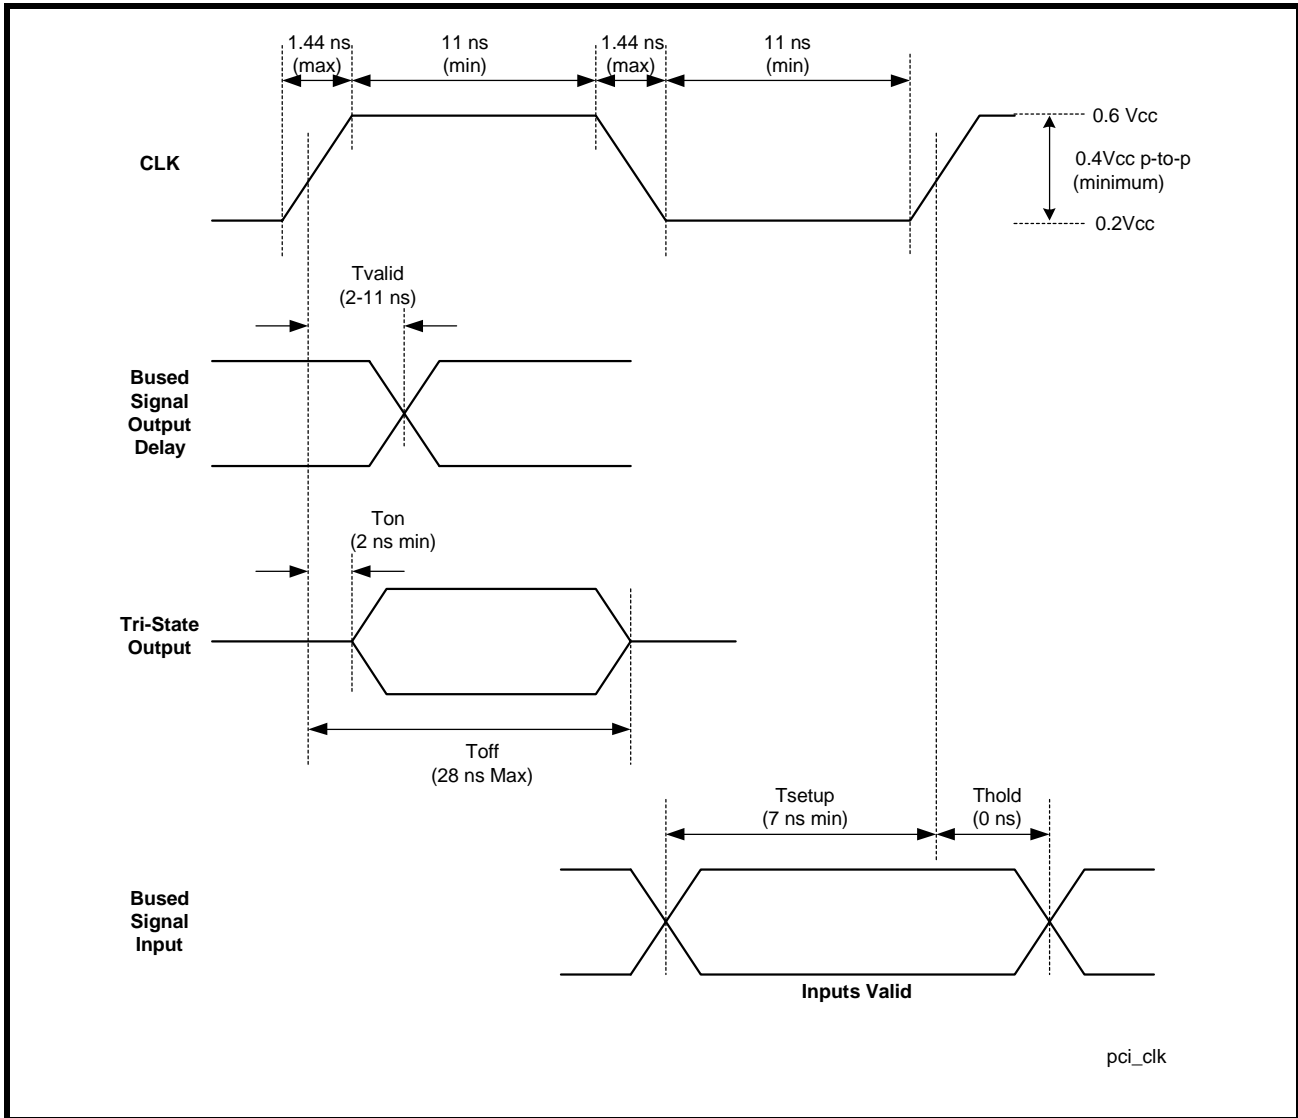 1.44 ns
(max)
11 ns
(min)
1.44 ns
(max)
11 ns
(min)
CLK
0.6 Vcc
0.4Vcc p-to-p
(minimum)
0.2Vcc
Tvalid
(2-11 ns)
Bused
Signal
Output
Delay
Ton
(2 ns min)
Tri-State
Output
Toff
(28 ns Max)
Tsetup
(7 ns min)
Thold
(0 ns)
Bused
Signal
Input
Inputs Valid
pci_clk